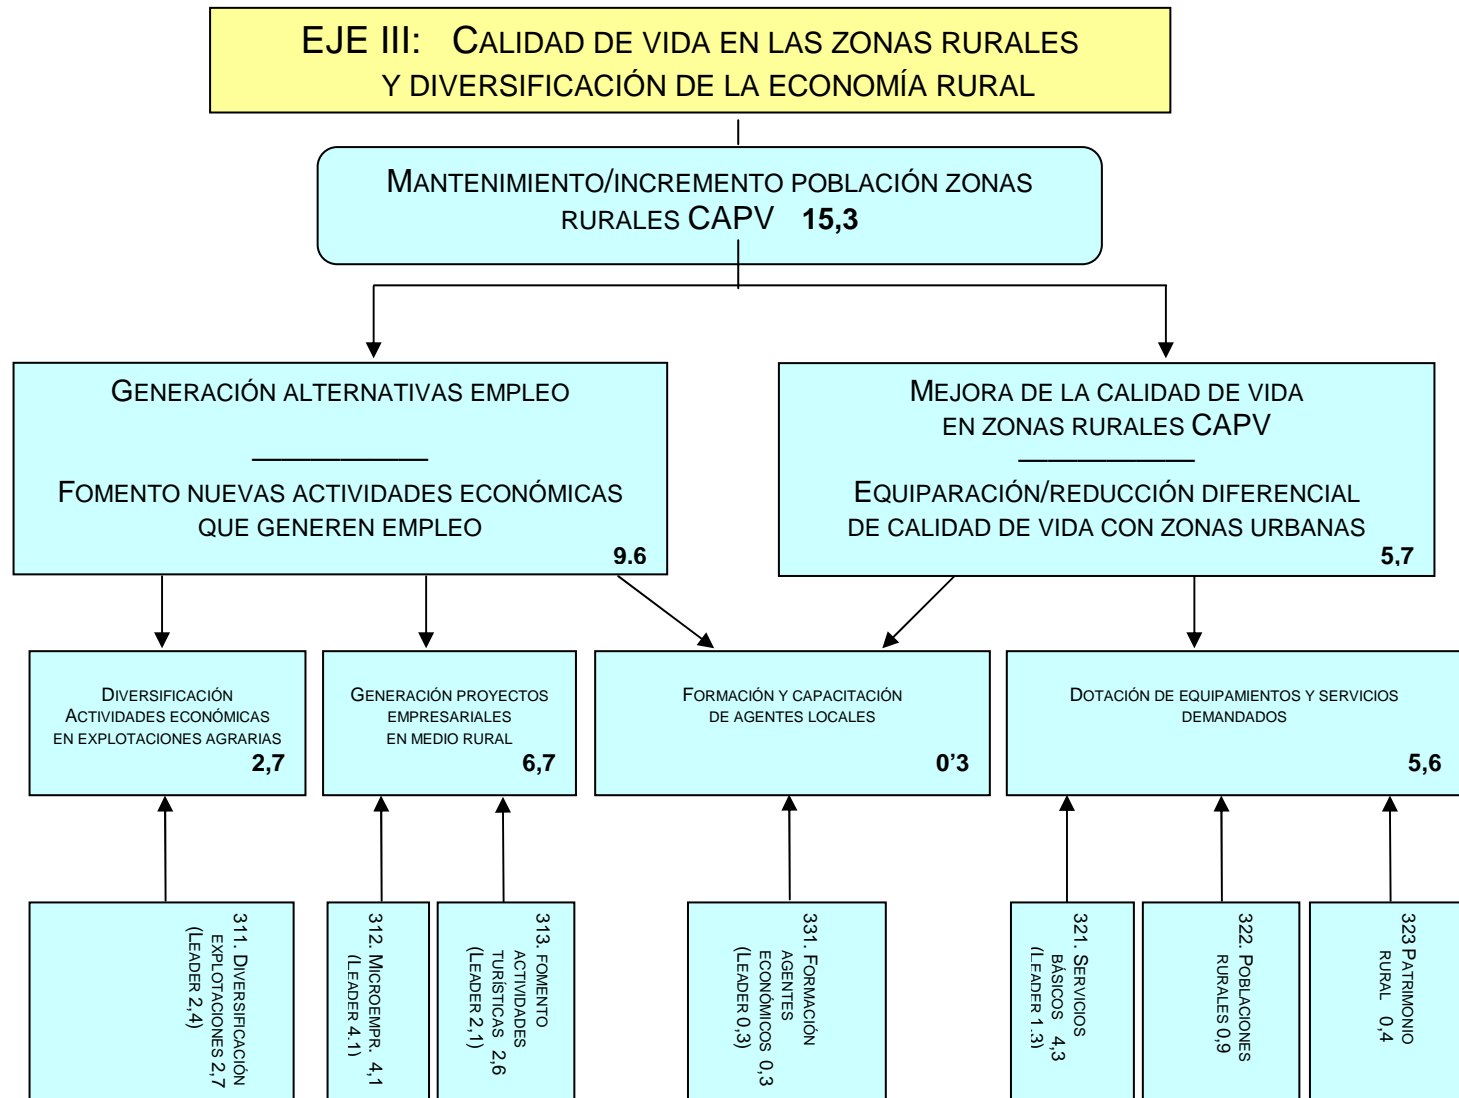 EJE III: CALIDAD DE VIDA EN LAS ZONAS RURALES
Y DIVERSIFICACIÓN DE LA ECONOMÍA RURAL
MANTENIMIENTO/INCREMENTO POBLACIÓN ZONAS
RURALES CAPV 15,3
GENERACIÓN ALTERNATIVAS EMPLEO
FOMENTO NUEVAS ACTIVIDADES ECONÓMICAS
QUE GENEREN EMPLEO
9.6
MEJORA DE LA CALIDAD DE VIDA
EN ZONAS RURALES CAPV
EQUIPARACIÓN/REDUCCIÓN DIFERENCIAL
DE CALIDAD DE VIDA CON ZONAS URBANAS
5,7
DIVERSIFICACIÓN
ACTIVIDADES ECONÓMICAS
EN EXPLOTACIONES AGRARIAS
2,7
GENERACIÓN PROYECTOS
EMPRESARIALES
EN MEDIO RURAL
6,7
FORMACIÓN Y CAPACITACIÓN
DE AGENTES LOCALES
0’3
DOTACIÓN DE EQUIPAMIENTOS Y SERVICIOS
DEMANDADOS
5,6
311. DIVERSIFICACIÓN
EXPLOTACIONES 2,7
(LEADER 2,4)
312. MICROEMPR. 4,1
(LEADER 4.1)
313. FOMENTO
ACTIVIDADES
TURÍSTICAS 2,6
(LEADER 2,1)
331. FORMACIÓN
AGENTES
ECONÓMICOS 0,3
(LEADER 0,3)
321. SERVICIOS
BÁSICOS 4,3
(LEADER 1.3)
322. POBLACIONES
RURALES 0,9
323 PATRIMONIO
RURAL 0,4